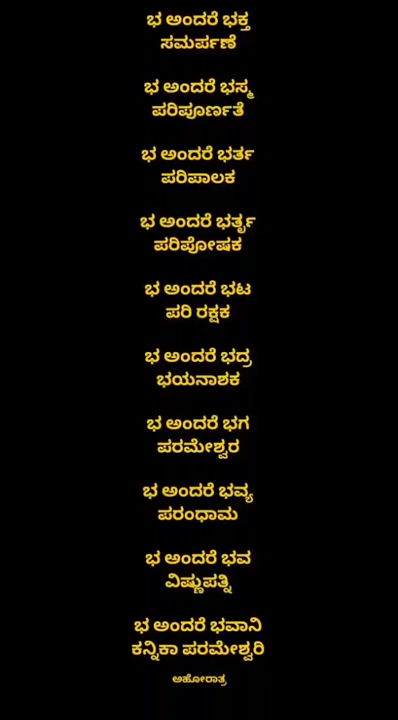 ಭ ಅಂದರೆ ಭಕ್ತ
ಸಮರ್ಪಣೆ
ಭ ಅಂದರೆ ಭಸ್ಮ
ಪರಿಪೂರ್ಣತೆ
ಭ ಅಂದರೆ ಭರ್ತ
ಪರಿಪಾಲಕ
ಭ ಅಂದರೆ ಭರ್ತೃ
ಪರಿಪೋಷಕ
ಭ ಅಂದರೆ ಭಟ
ಪರಿ ರಕ್ಷಕ
ಭ ಅಂದರೆ ಭದ್ರ
ಭಯನಾಶಕ
ಭ ಅಂದರೆ ಭಗ
ಪರಮೇಶ್ವರ
ಭ ಅಂದರೆ ಭವ್ಯ
ಪರಂಧಾಮ
ಭ ಅಂದರೆ ಭವ
ವಿಷ್ಣುಪತ್ನಿ
ಭ ಅಂದರೆ ಭವಾನಿ
ಕನ್ನಿಕಾ ಪರಮೇಶ್ವರಿ
ಅಹೋರಾತ್ರ